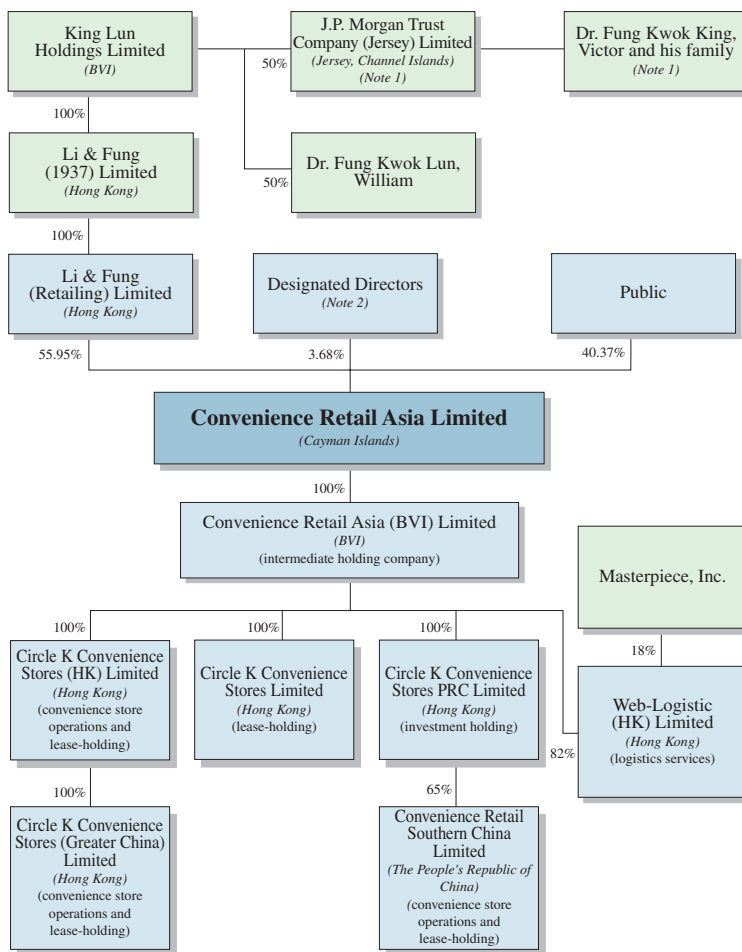 King Lun
Holdings Limited
(BVI)
J.P. Morgan Trust
Company (Jersey) Limited
(Jersey, Channel Islands)
(Note 1)
Dr. Fung Kwok King,
Victor and his family
(Note 1)
50%
100%
Li & Fung
(1937) Limited
(Hong Kong)
Dr. Fung Kwok Lun,
William
50%
100%
Li & Fung
(Retailing) Limited
(Hong Kong)
Designated Directors
(Note 2)
Public
55.95%
3.68%
40.37%
Convenience Retail Asia Limited
(Cayman Islands)
100%
Convenience Retail Asia (BVI) Limited
(BVI)
(intermediate holding company)
Masterpiece, Inc.
100%
100%
100%
18%
Circle K Convenience
Stores (HK) Limited
(Hong Kong)
(convenience store
operations and
lease-holding)
Circle K Convenience
Stores Limited
(Hong Kong)
(lease-holding)
Circle K Convenience
Stores PRC Limited
(Hong Kong)
(investment holding)
Web-Logistic
(HK) Limited
(Hong Kong)
(logistics services)
82%
100%
65%
Circle K Convenience
Stores (Greater China)
Limited
(Hong Kong)
(convenience store
operations and
lease-holding)
Convenience Retail
Southern China
Limited
(The People's Republic of
China)
(convenience store
operations and
lease-holding)